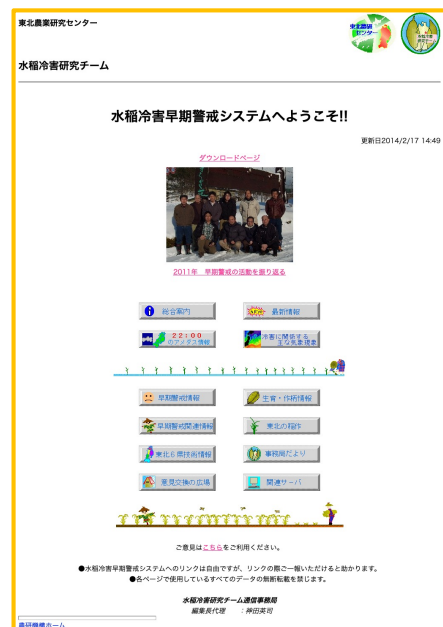 東北農業研究センター
東北農研
センター
水稲冷害研究チーム
水稲冷害早期警戒システムへようこそ!!
更新日2014/2/17 14:49
ダウンロードページ
2011年 早期警戒の活動を振り返る
総合案内
最新情報
22:00
のアメダス情報
冷害に関係する
主な気象現象
早期警戒情報
生育・作柄情報
早期警戒関連情報
東北の稲作
東北6県技術情報
事務局だより
意見交換の広場
関連サーバ
ご意見はこちらをご利用ください。
●水稲冷害早期警戒システムへのリンクは自由ですが、リンクの際ご一報いただけると助かります。
●各ページで使用しているすべてのデータの無断転載を禁じます。
水稲冷害研究チーム通信事務局
編集長代理 :神田英司
農研機構ホーム